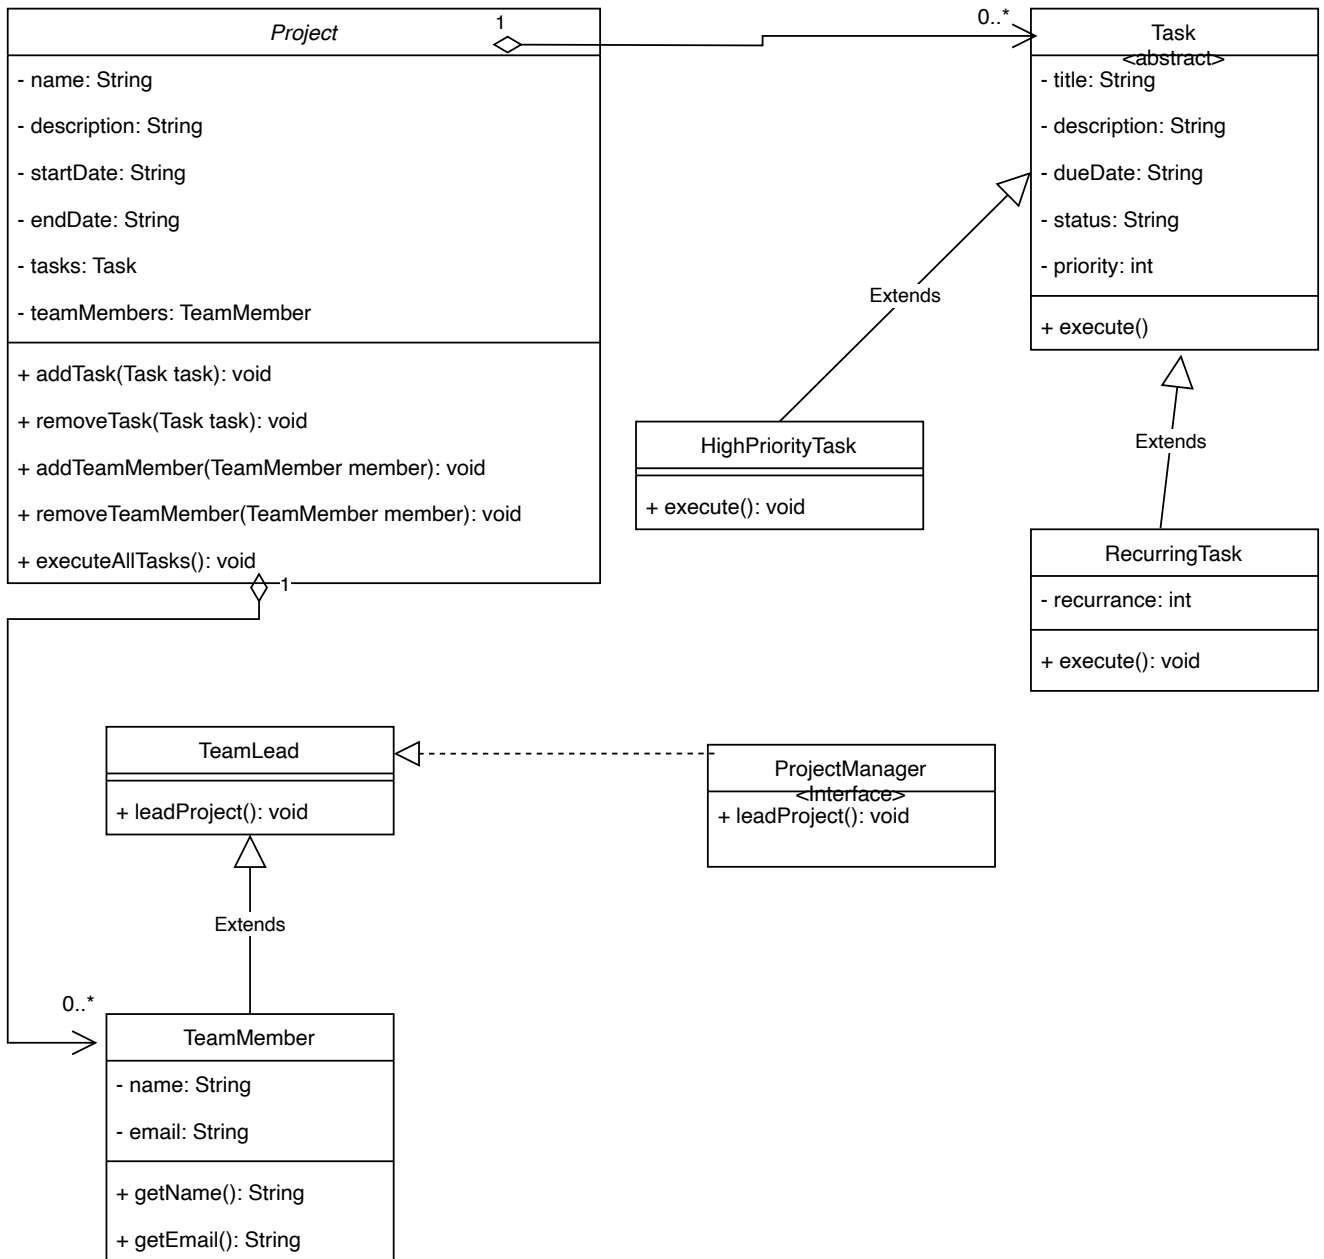 Project
1
- name: String
- description: String
- startDate: String
- endDate: String
- tasks: Task
- teamMembers: TeamMember
+ addTask(Task task): void
+ removeTask(Task task): void
+ addTeamMember(TeamMember member): void
+ removeTeamMember(TeamMember member): void
+ executeAllTasks(): void
1
0..*
Task
<abstract>
- title: String
- description: String
- dueDate: String
- status: String
- priority: int
+ execute()
Extends
HighPriorityTask
+ execute(): void
Extends
RecurringTask
- recurrance: int
+ execute(): void
TeamLead
+ leadProject(): void
ProjectManager
<Interface>
+ leadProject(): void
Extends
0..*
TeamMember
- name: String
- email: String
+ getName(): String
+ getEmail(): String